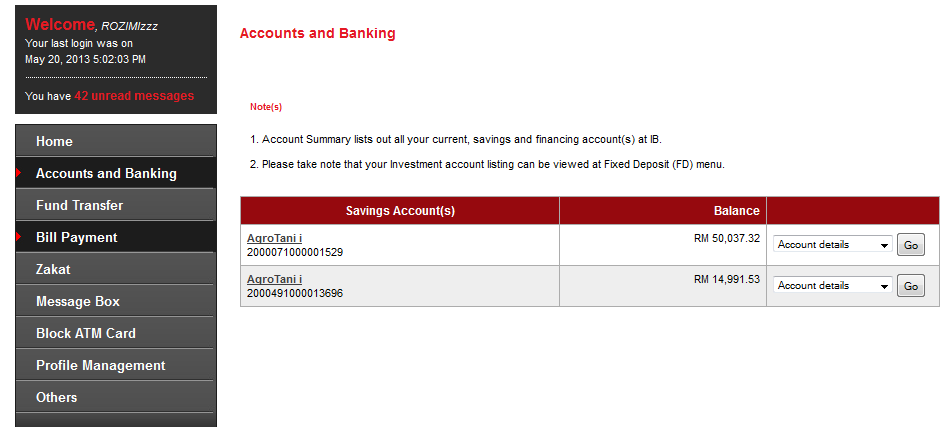 Welcome, ROZIMIzzz
Your last login was on
May 20, 2013 5:02:03 PM
You have 42 unread messages
Home
Accounts and Banking
Fund Transfer
Bill Payment
Zakat
Message Box
Block ATM Card
Profile Management
Others
Accounts and Banking
Note(s)
1. Account Summary lists out all your current, savings and financing account(s) at IB.
2. Please take note that your Investment account listing can be viewed at Fixed Deposit (FD) menu.
Savings Account(s) Balance
AgroTani i RM 50,037.32 Account details Go
2000071000001529
AgroTani i RM 14,991.53 Account details Go
2000491000013696